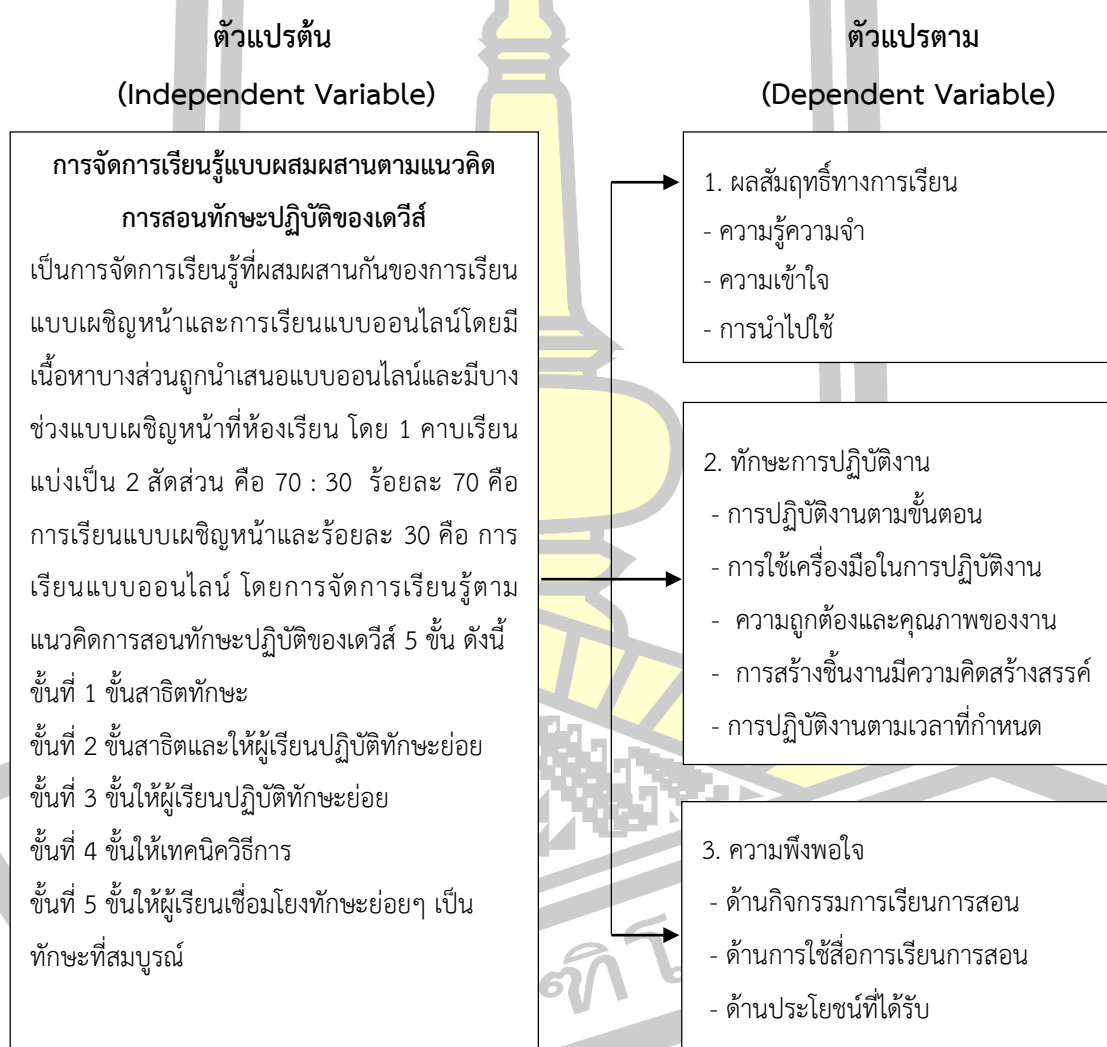 ตัวแปรต้น
(Independent Variable)
การจัดการเรียนรู้แบบผสมผสานตามแนวคิด
การสอนทักษะปฏิบัติของเดวีส์
เป็นการจัดการเรียนรู้ที่ผสมผสานกันของการเรียน
แบบเผชิญหน้าและการเรียนแบบออนไลน์โดยมี
เนื้อหาบางส่วนถูกนำเสนอแบบออนไลน์และมีบาง
ช่วงแบบเผชิญหน้าที่ห้องเรียน โดย 1 คาบเรียน
แบ่งเป็น 2 สัดส่วน คือ 70 : 30 ร้อยละ 70 คือ
การเรียนแบบเผชิญหน้าและร้อยละ 30 คือ การ
เรียนแบบออนไลน์ โดยการจัดการเรียนรู้ตาม
แนวคิดการสอนทักษะปฏิบัติของเดวีส์ 5 ขั้น ดังนี้
ขั้นที่ 1 ขั้นสาธิตทักษะ
ขั้นที่ 2 ขั้นสาธิตและให้ผู้เรียนปฏิบัติทักษะย่อย
ขั้นที่ 3 ขั้นให้ผู้เรียนปฏิบัติทักษะย่อย
ขั้นที่ 4 ขั้นให้เทคนิควิธีการ
ขั้นที่ 5 ขั้นให้ผู้เรียนเชื่อมโยงทักษะย่อยๆ เป็น
ทักษะที่สมบูรณ์
ตัวแปรตาม
(Dependent Variable)
1. ผลสัมฤทธิ์ทางการเรียน
- ความรู้ความจำ
- ความเข้าใจ
- การนำไปใช้
2. ทักษะการปฏิบัติงาน
- การปฏิบัติงานตามขั้นตอน
- การใช้เครื่องมือในการปฏิบัติงาน
- ความถูกต้องและคุณภาพของงาน
- การสร้างชิ้นงานมีความคิดสร้างสรรค์
- การปฏิบัติงานตามเวลาที่กำหนด
3. ความพึงพอใจ
- ด้านกิจกรรมการเรียนการสอน
- ด้านการใช้สื่อการเรียนการสอน
- ด้านประโยชน์ที่ได้รับ